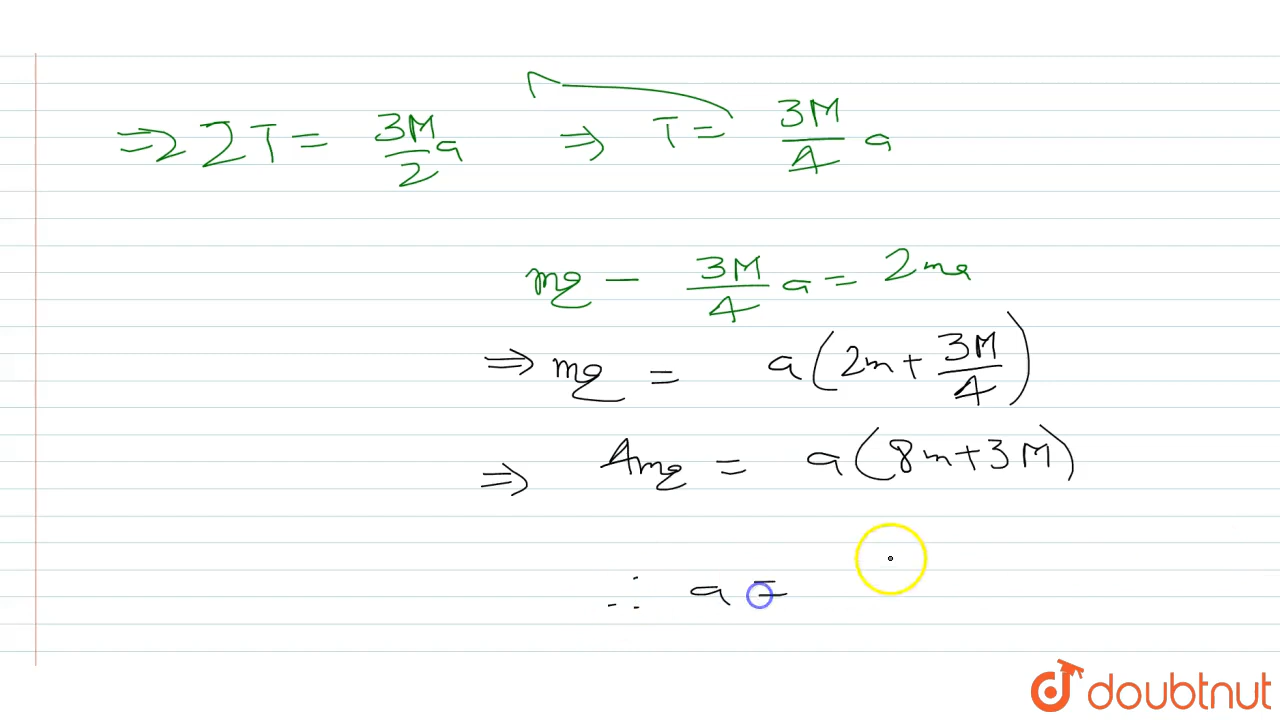 ⇒ 2T = 3M/2 a ⇒ T = 3M/4 a
mg - 3M/4 a = 2ma
⇒ mg = a(2m + 3M/4)
⇒ 4mg = a(8m + 3M)
∴ a =
doubtnut